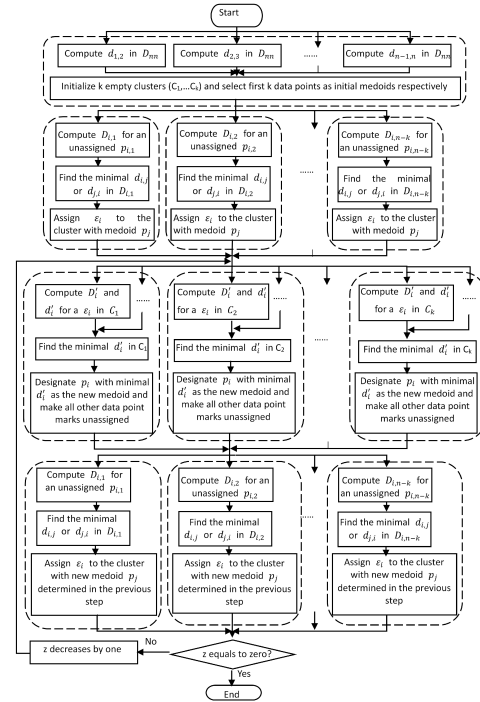 Start
Compute d1,2 in Dnn
Compute d2,3 in Dnn
......
Compute dn−1,n in Dnn
Initialize k empty clusters (C1,...Ck) and select first k data points as initial medoids respectively
Compute Di,1 for an
unassigned pi,1
Find the minimal di,j
or dj,i in Di,1
Assign εi to the
cluster with medoid pj
Compute Di,2 for an
unassigned pi,2
Find the minimal di,j
or dj,i in Di,2
Assign εi to the cluster
with medoid pj
......
Compute Di,n−k for
an unassigned pi,n−k
Find the minimal
di,j or dj,i in Di,n−k
Assign εi to the cluster
with medoid pj
Compute D′i and
d′i for a εi in C1
......
Find the minimal d′i in C1
Designate pi with minimal
d′i as the new medoid and
make all other data point
marks unassigned
Compute D′i and d′i
for a εi in C2
......
Find the minimal d′i in C2
Designate pi with minimal
d′i as the new medoid and
make all other data point
marks unassigned
......
Compute D′i and d′i
for a εi in Ck
......
Find the minimal d′i in Ck
Designate pi with minimal
d′i as the new medoid and
make all other data point
marks unassigned
Compute Di,1 for
an unassigned pi,1
Find the minimal
di,j or dj,i in Di,1
Assign εi to the cluster
with new medoid pj
determined in the previous
step
Compute Di,2 for an
unassigned pi,2
Find the minimal
di,j or dj,i in Di,2
Assign εi to the cluster
with new medoid pj
determined in the previous
step
......
Compute Di,n−k for
an unassigned pi,n−k
Find the minimal di,j
or dj,i in Di,n−k
Assign εi to the cluster
with new medoid pj
determined in the previous
step
z decreases by one
No
z equals to zero?
Yes
End